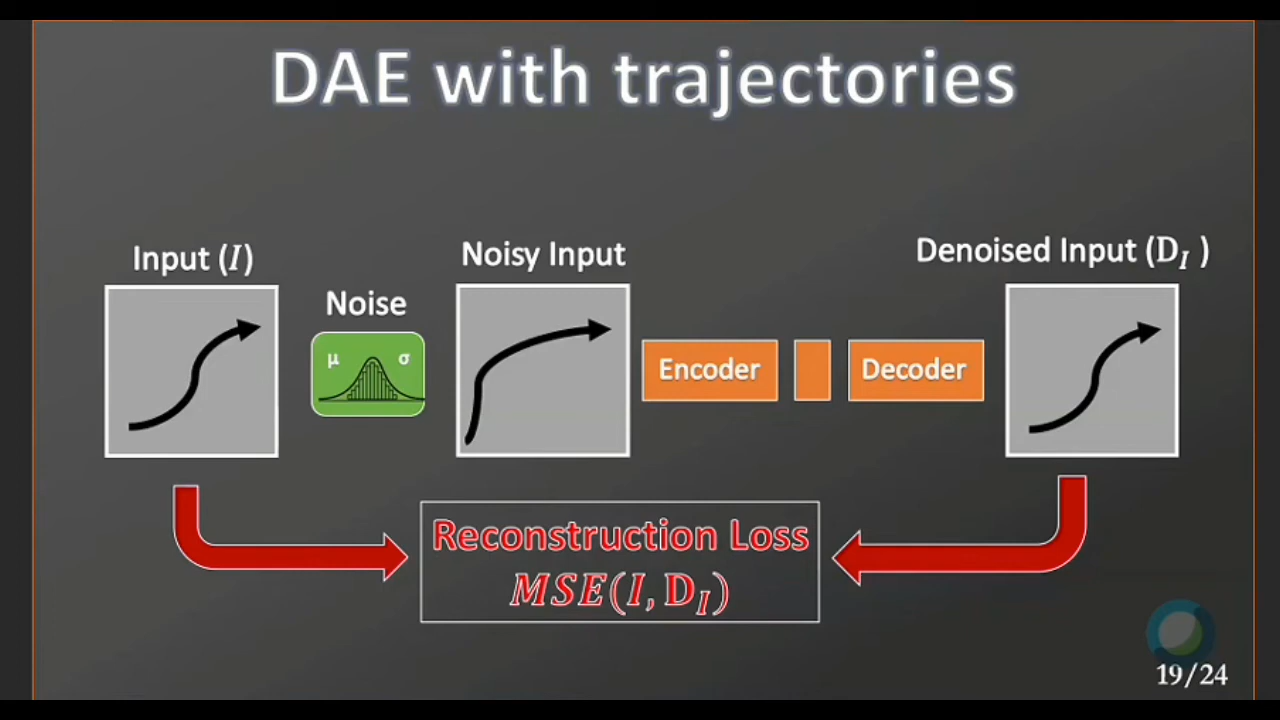 DAE with trajectories
Input (I)
Noise
μ σ
Noisy Input
Encoder
Decoder
Denoised Input (D_I )
Reconstruction Loss
MSE(I, D_I)
19/24